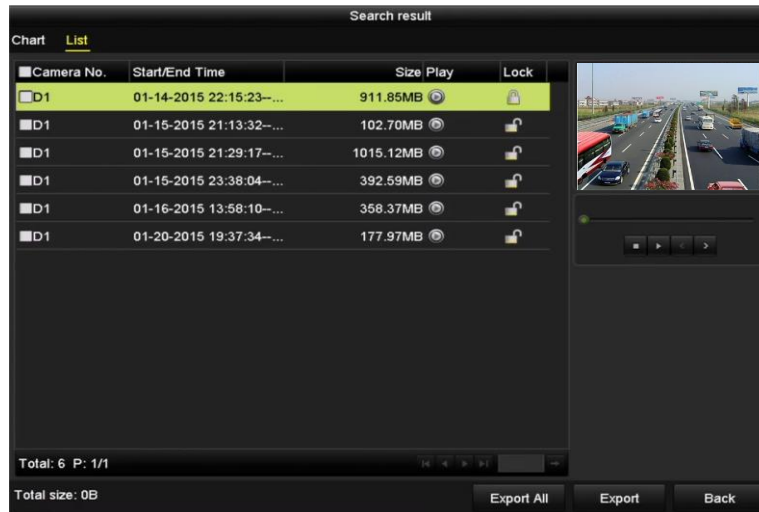 Search result
Chart List
Camera No. Start/End Time Size Play Lock
D1 01-14-2015 22:15:23--... 911.85MB
D1 01-15-2015 21:13:32--... 102.70MB
D1 01-15-2015 21:29:17--... 1015.12MB
D1 01-15-2015 23:38:04--... 392.59MB
D1 01-16-2015 13:58:10--... 358.37MB
D1 01-20-2015 19:37:34--... 177.97MB
Total: 6 P: 1/1
Total size: 0B Export All Export Back